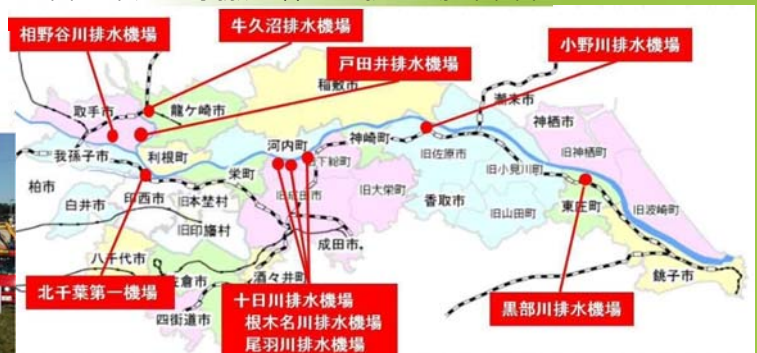 相野谷川排水機場
牛久沼排水機場
戸田井排水機場
小野川排水機場
稲敷市
潮来市
取手市
龍ケ崎市
神栖市
河内町
神崎町
我孫子市
利根町
旧下総町
旧佐原市
旧神栖町
柏市
栄町
旧小見川町
印西市
旧本埜村
旧成田市
旧大栄町
香取市
白井市
旧印旛村
旧山田町
東庄町
旧波崎町
成田市
八千代市
佐倉市
酒々井町
銚子市
四街道市
北千葉第一機場
十日川排水機場
根木名川排水機場
尾羽川排水機場
黒部川排水機場